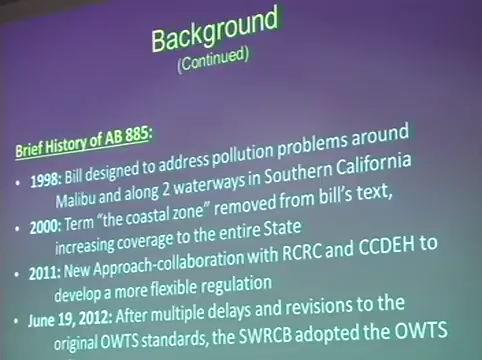 Background
(Continued)
Brief History of AB 885:
• 1998: Bill designed to address pollution problems around
Malibu and along 2 waterways in Southern California
• 2000: Term "the coastal zone" removed from bill's text,
increasing coverage to the entire State
• 2011: New Approach-collaboration with RCRC and CCDEH to
develop a more flexible regulation
• June 19, 2012: After multiple delays and revisions to the
original OWTS standards, the SWRCB adopted the OWTS